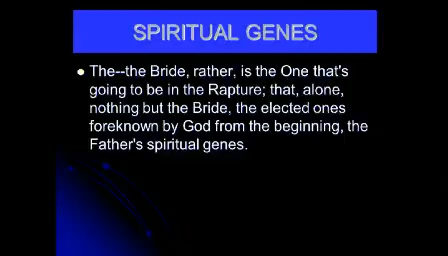 SPIRITUAL GENES
The--the Bride, rather, is the One that's
going to be in the Rapture; that, alone,
nothing but the Bride, the elected ones
foreknown by God from the beginning, the
Father's spiritual genes.